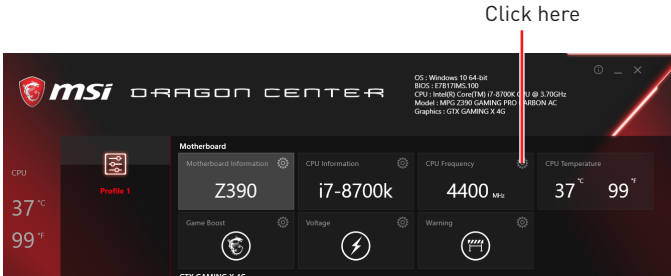 Click here
msi DRAGON CENTER
OS : Windows 10 64-bit
BIOS : E7B17IMS.100
CPU : Intel(R) Core(TM) i7-8700K CPU @ 3.70GHz
Model : MPG Z390 GAMING PRO CARBON AC
Graphics : GTX GAMING X 4G
Motherboard
Motherboard Information CPU Information CPU Frequency CPU Temperature
Z390 i7-8700k 4400 MHz 37 °C 99 °F
Profile 1
CPU
37 °C
99 °F
Game Boost Voltage Warning
GTX GAMING X 4G